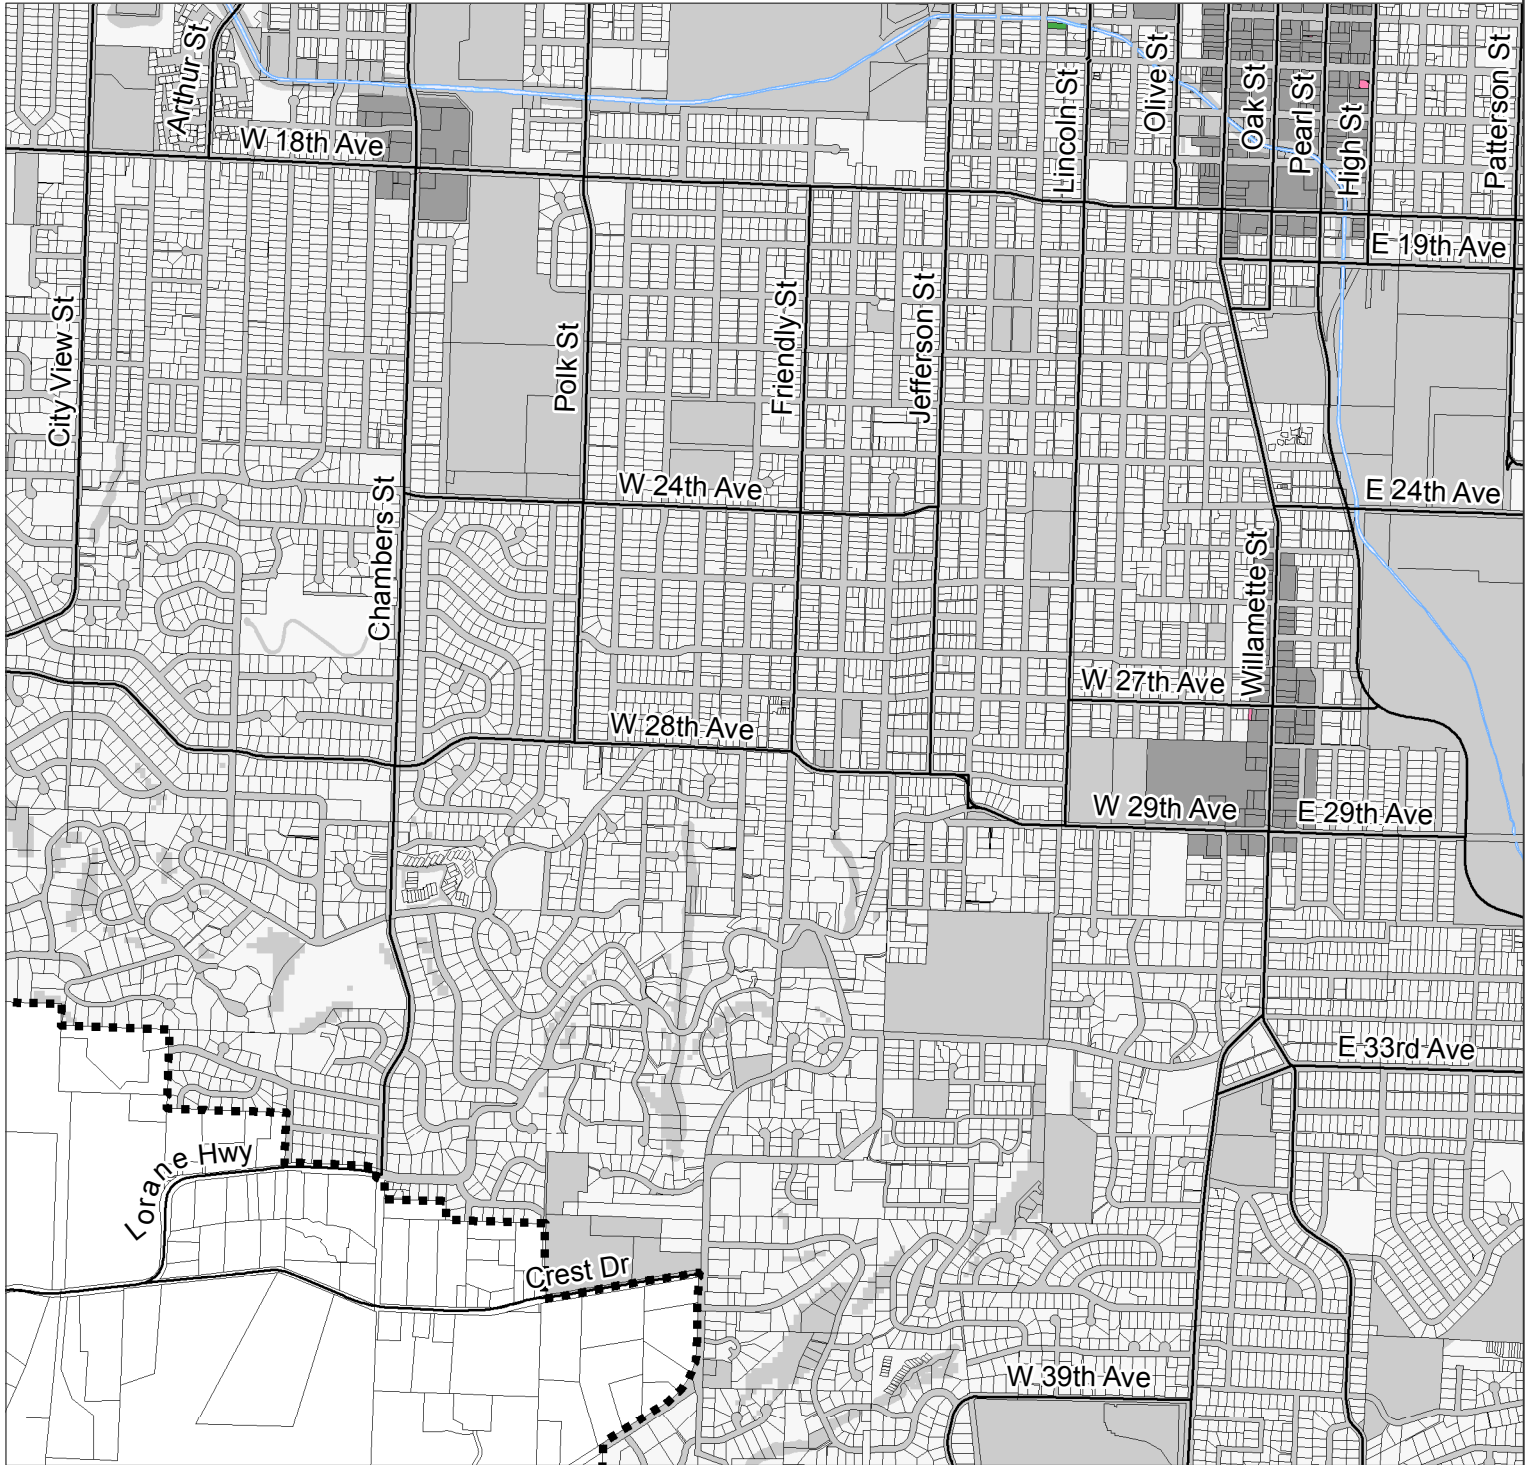 Arthur St
W 18th Ave
Lincoln St
Olive St
Oak St
Pearl St
High St
Patterson St
E 19th Ave
City View St
Polk St
Friendly St
Jefferson St
Chambers St
W 24th Ave
E 24th Ave
Willamette St
W 27th Ave
W 28th Ave
W 29th Ave
E 29th Ave
E 33rd Ave
Lorane Hwy
Crest Dr
W 39th Ave